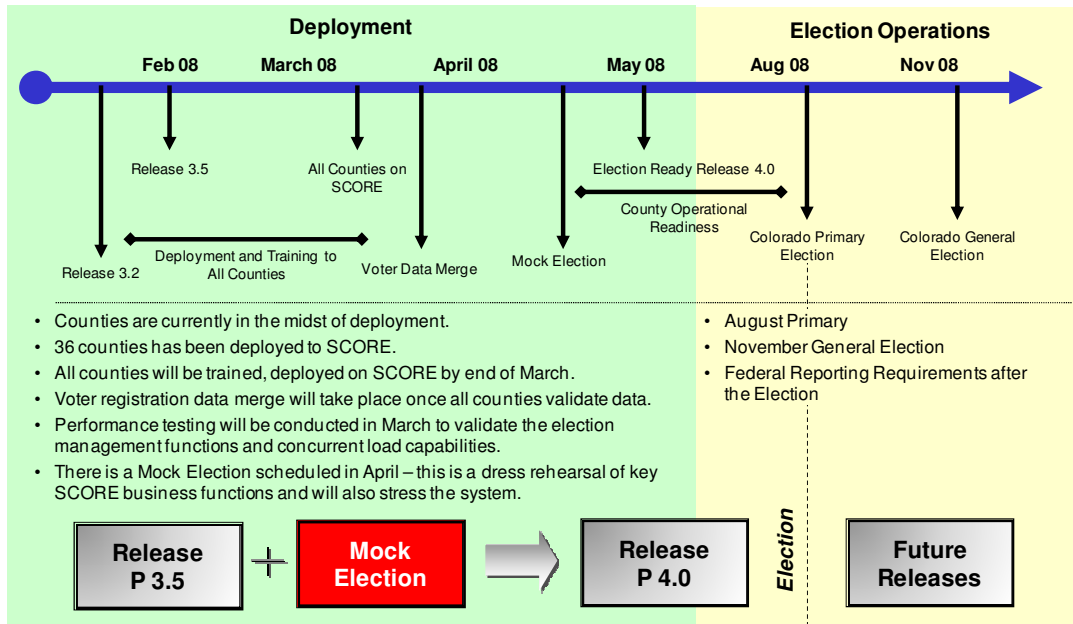 Deployment
Election Operations
Feb 08
March 08
April 08
May 08
Aug 08
Nov 08
Release 3.5
All Counties on
SCORE
Election Ready Release 4.0
County Operational
Readiness
Release 3.2
Deployment and Training to
All Counties
Voter Data Merge
Mock Election
Colorado Primary
Election
Colorado General
Election
• Counties are currently in the midst of deployment.
• 36 counties has been deployed to SCORE.
• All counties will be trained, deployed on SCORE by end of March.
• Voter registration data merge will take place once all counties validate data.
• Performance testing will be conducted in March to validate the election
management functions and concurrent load capabilities.
• There is a Mock Election scheduled in April – this is a dress rehearsal of key
SCORE business functions and will also stress the system.
• August Primary
• November General Election
• Federal Reporting Requirements after
the Election
Release
P 3.5
+
Mock
Election
Release
P 4.0
Election
Future
Releases